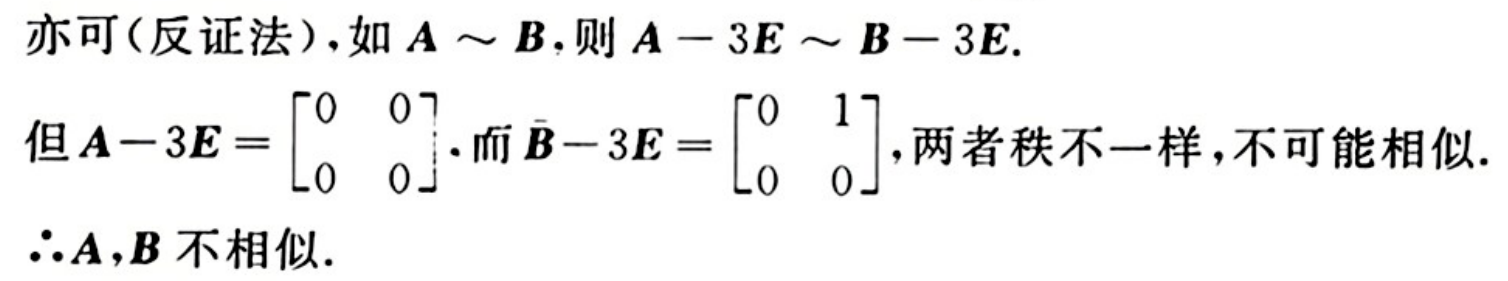 亦可(反证法),如 A ~ B,则 A − 3E ~ B − 3E.
但 A − 3E = [0 0; 0 0].而 B − 3E = [0 1; 0 0],两者秩不一样,不可能相似.
∴A,B 不相似.